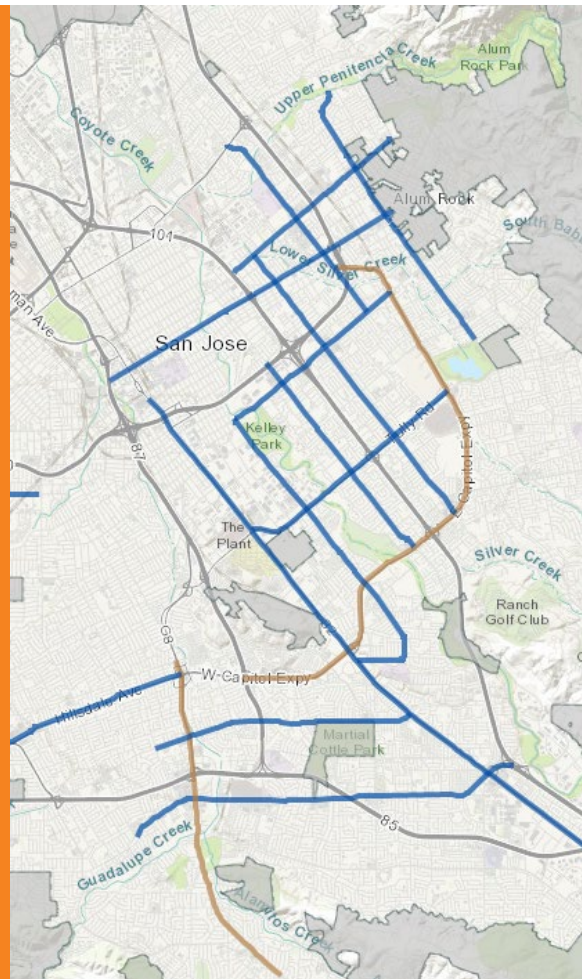 Alum
Rock Park
Upper Penitencia Creek
Coyote Creek
Alum Rock
South Bab
101
Lower Silver Creek
man Ave
San Jose
Kelley
Park
Tully Rd
87
Capitol Expy
The
Plant
Silver Creek
Ranch
Golf Club
82
G8
W Capitol Expy
Hillsdale Ave
Martial
Cottle Park
85
Guadalupe Creek
Alamitos Creek